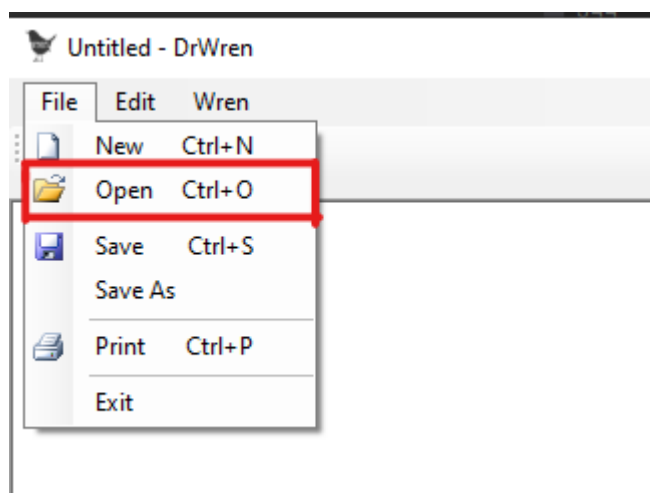 Untitled - DrWren
File Edit Wren
New Ctrl+N
Open Ctrl+O
Save Ctrl+S
Save As
Print Ctrl+P
Exit